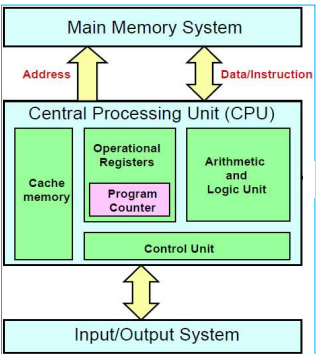 Main Memory System
Address
Data/Instruction
Central Processing Unit (CPU)
Operational
Registers
Program
Counter
Arithmetic
and
Logic Unit
Cache
memory
Control Unit
Input/Output System